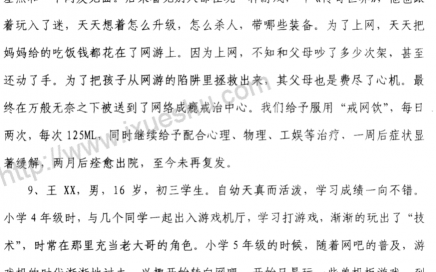 着玩入了迷，天天想着怎么升级，怎么杀人，带哪些装备。为了上网，天天把
妈妈给的吃饭钱都花在了网游上。因为上网，不知和父母吵了多少次架，甚至
还动了手。为了把孩子从网游的陷阱里拯救出来，其父母也是费尽了心机。最
终在万般无奈之下被送到了网络成瘾戒治中心。我们给予服用“戒网饮”，每日
两次，每次 125ML，同时继续给予配合心理、物理、工娱等治疗，一周后症状显
著缓解，两月后痊愈出院，至今未再复发。
9、王 XX，男，16 岁，初三学生。自幼天真而活泼，学习成绩一向不错。
小学 4 年级时，与几个同学一起出入游戏机厅，学习打游戏，渐渐的玩出了“技
术”，时常在那里充当老大哥的角色。小学 5 年级的时候，随着网吧的普及，游
http://www.ixueshu.com